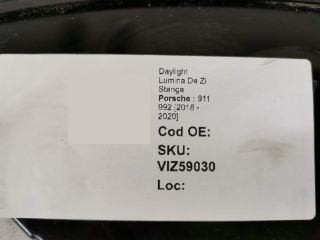 Daylight
Lumina De Zi
Stanga
Porsche : 911
992 [2018 -
2020]
Cod OE:
SKU:
VIZ59030
Loc: